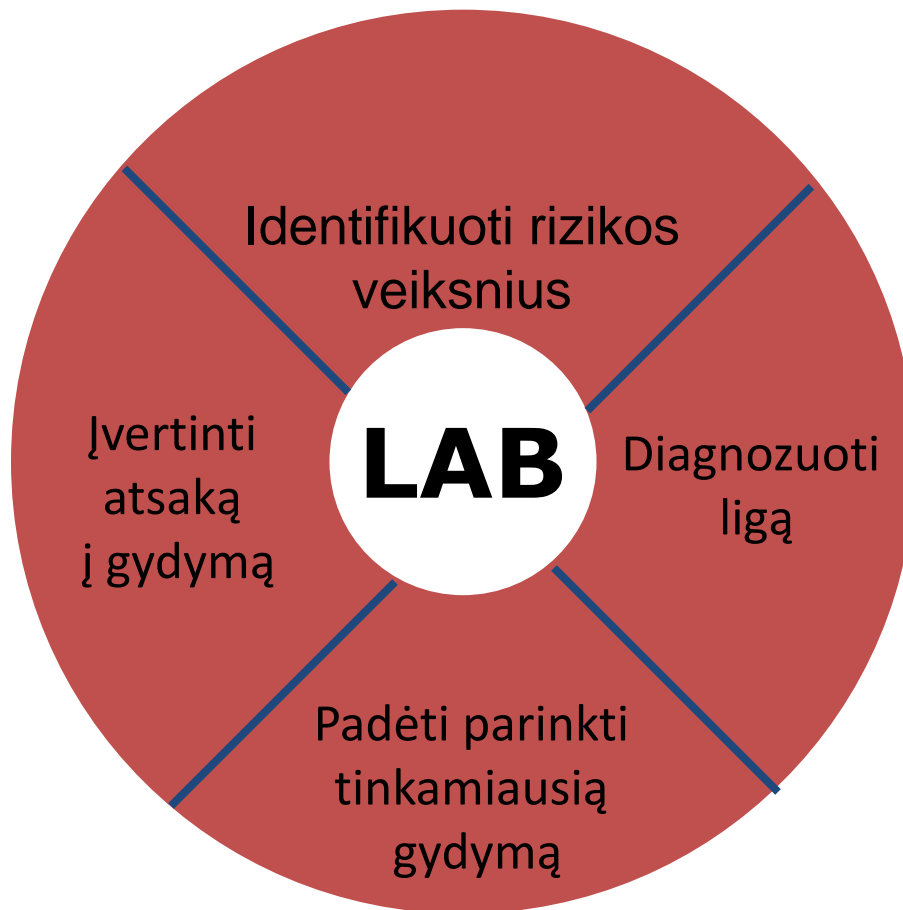 Identifikuoti rizikos
veiksnius
Įvertinti
atsaką
į gydymą
LAB
Diagnozuoti
ligą
Padėti parinkti
tinkamiausią
gydymą